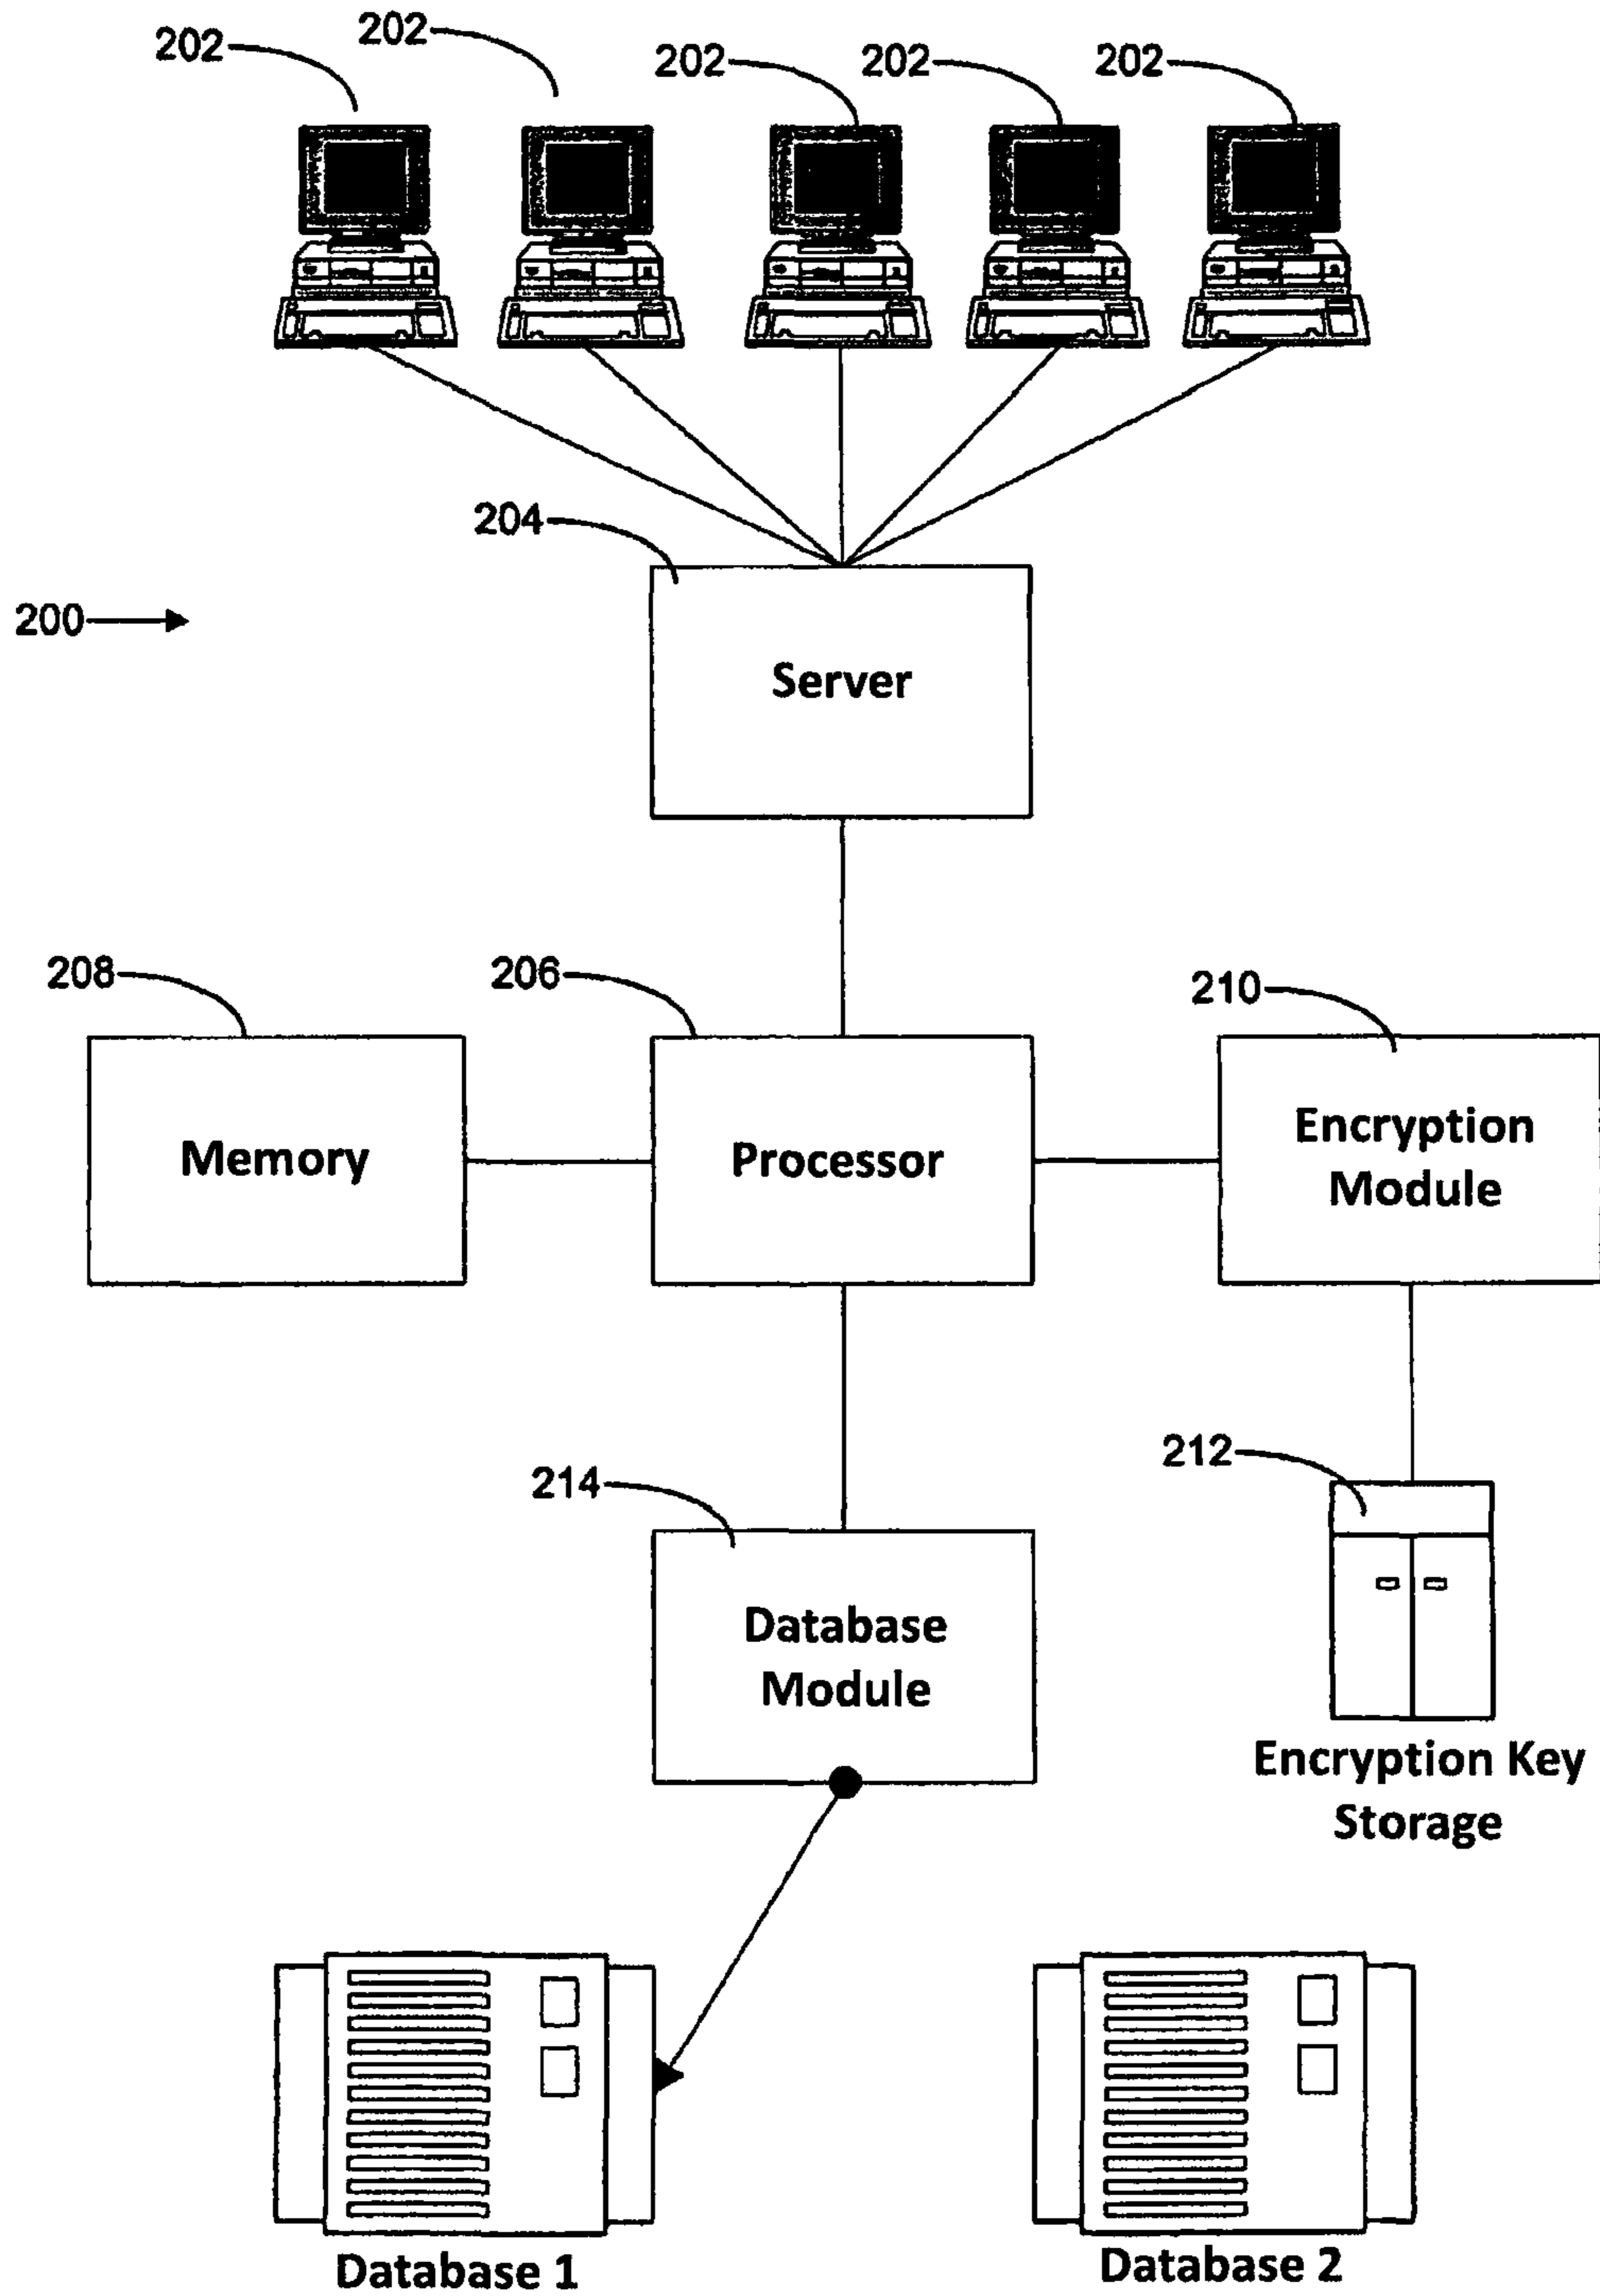 202
202
202
202
202
204
200
Server
208
206
210
Memory
Processor
Encryption
Module
212
214
Database
Module
Encryption Key
Storage
Database 1
Database 2